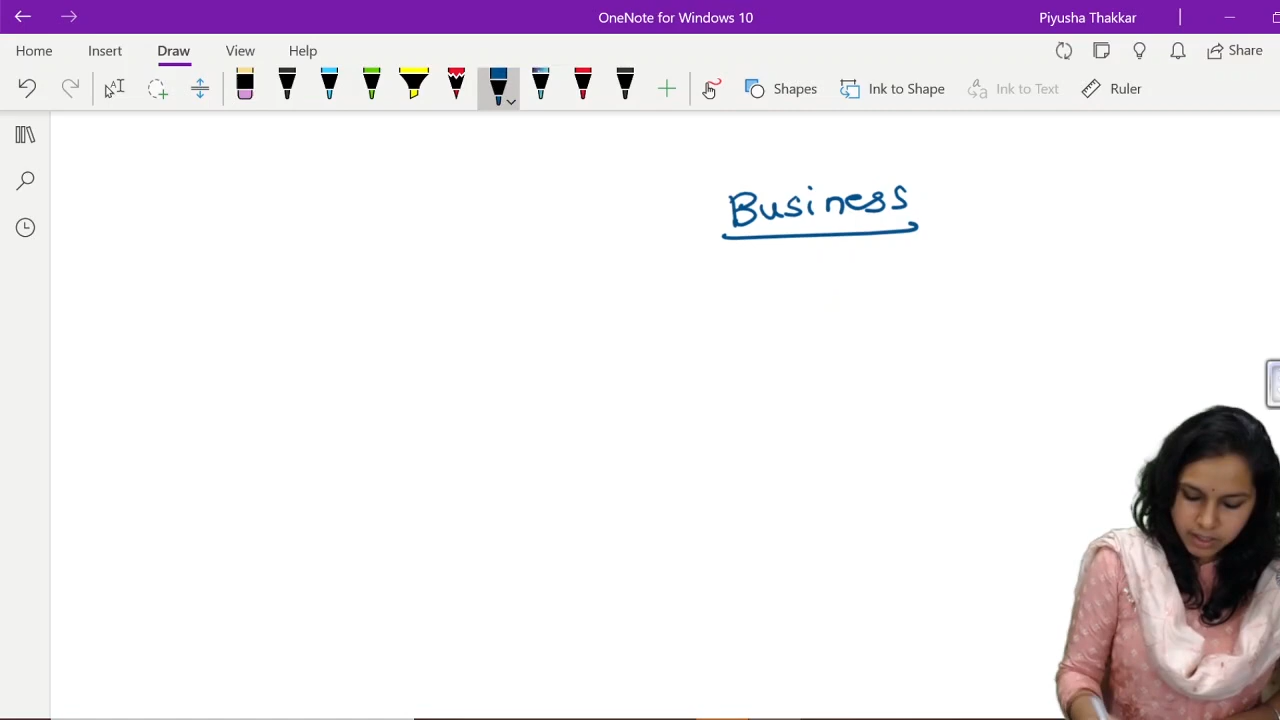 OneNote for Windows 10
Piyusha Thakkar
Home Insert Draw View Help
Share
Shapes
Ink to Shape
Ink to Text
Ruler
Business